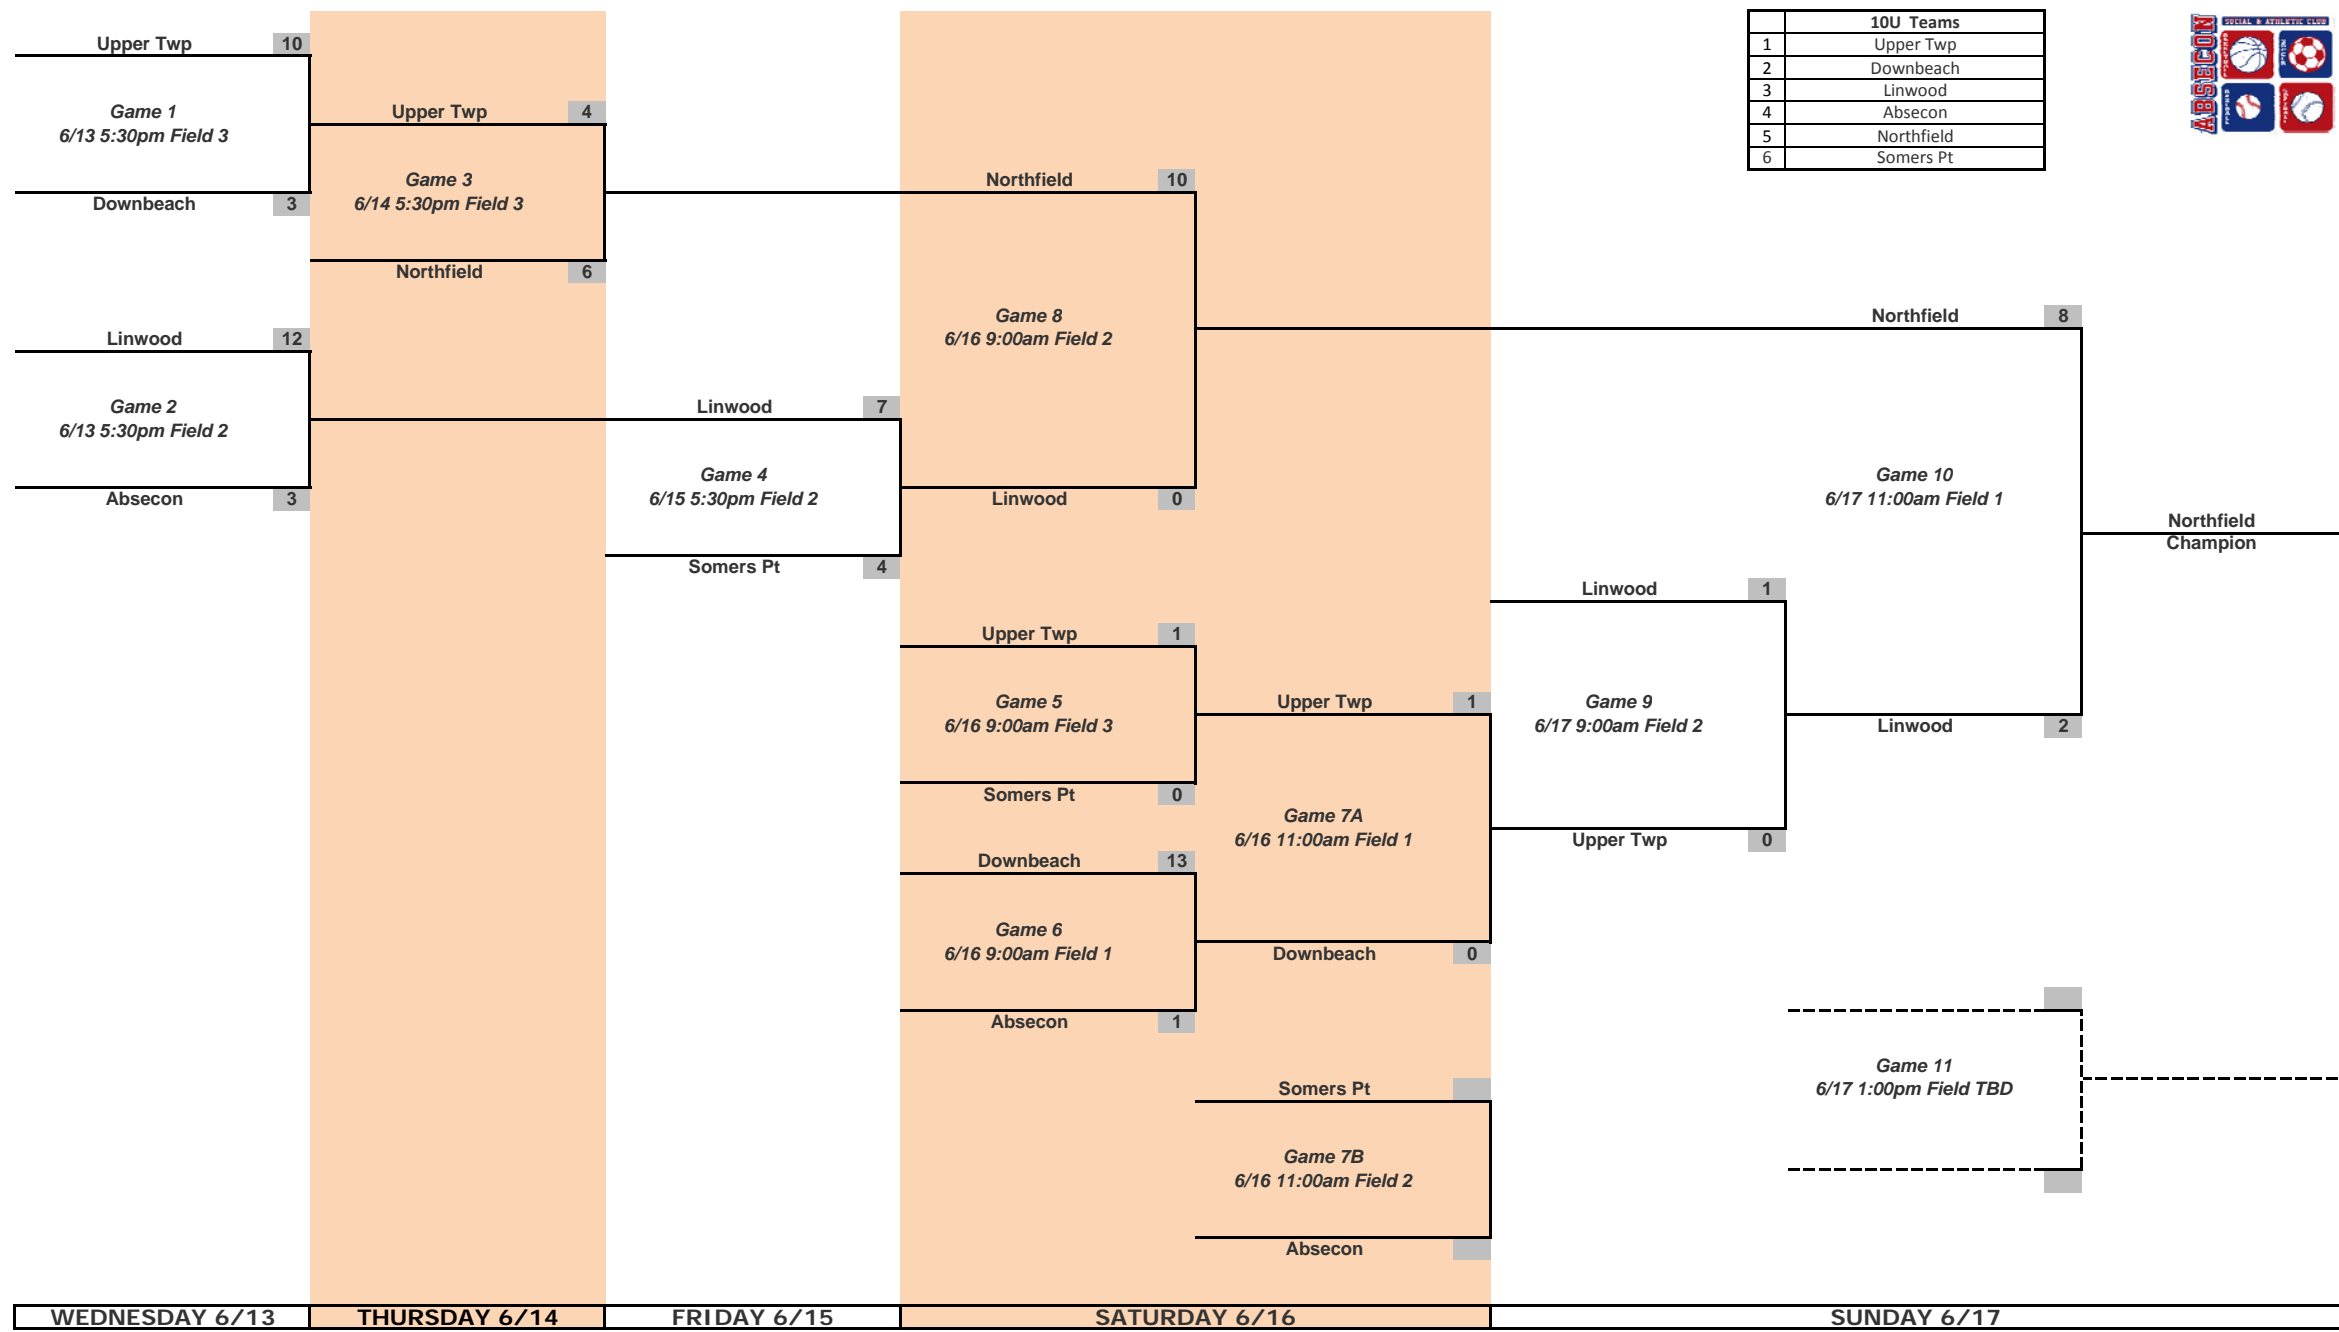 10U Teams
1 Upper Twp
2 Downbeach
3 Linwood
4 Absecon
5 Northfield
6 Somers Pt
ABSECON
SOCIAL & ATHLETIC CLUB
Upper Twp 10
Game 1
6/13 5:30pm Field 3
Downbeach 3
Linwood 12
Game 2
6/13 5:30pm Field 2
Absecon 3
Upper Twp 4
Game 3
6/14 5:30pm Field 3
Northfield 6
Linwood 7
Game 4
6/15 5:30pm Field 2
Somers Pt 4
Northfield 10
Game 8
6/16 9:00am Field 2
Linwood 0
Upper Twp 1
Game 5
6/16 9:00am Field 3
Somers Pt 0
Downbeach 13
Game 6
6/16 9:00am Field 1
Absecon 1
Upper Twp 1
Game 7A
6/16 11:00am Field 1
Downbeach 0
Somers Pt
Game 7B
6/16 11:00am Field 2
Absecon
Linwood 1
Game 9
6/17 9:00am Field 2
Upper Twp 0
Northfield 8
Game 10
6/17 11:00am Field 1
Linwood 2
Northfield
Champion
Game 11
6/17 1:00pm Field TBD
WEDNESDAY 6/13
THURSDAY 6/14
FRIDAY 6/15
SATURDAY 6/16
SUNDAY 6/17